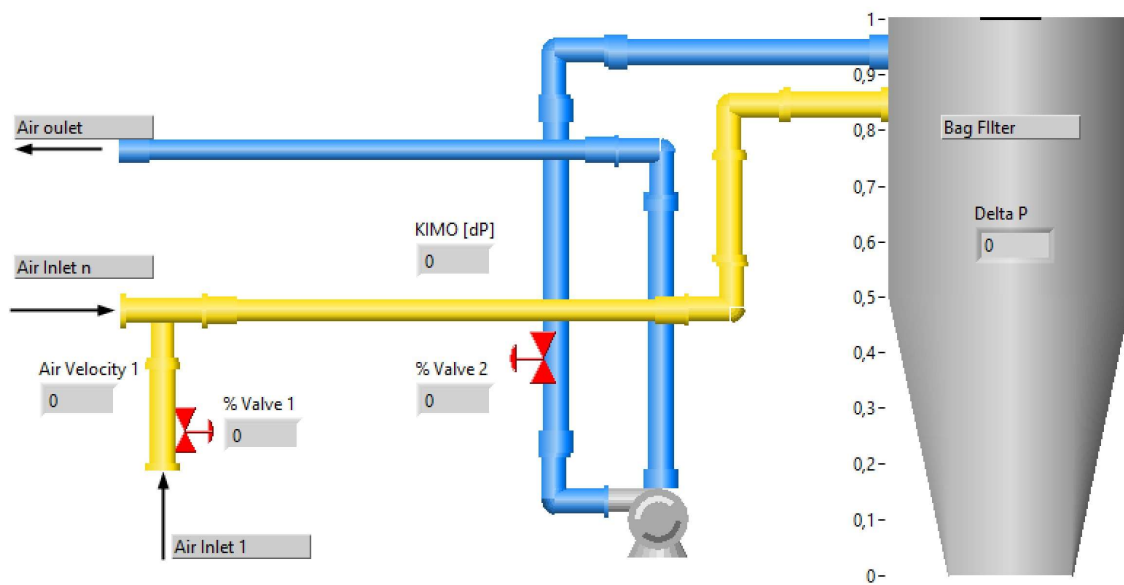 1
0,9
Air oulet
Bag FIlter
0,8
0,7
KIMO [dP]
Delta P
0
0
0,6
Air Inlet n
0,5
Air Velocity 1
% Valve 2
0,4
0
% Valve 1
0
0,3
0
0,2
0,1
Air Inlet 1
0